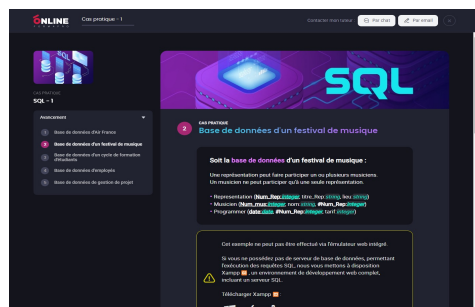 ONLINE
Cas pratique - 1
Contacter mon tuteur
Par chat
Par email
SQL
CAS PRATIQUE
SQL - 1
Avancement
1 Base de données d'Air France
2 Base de données d'un festival de musique
3 Base de données d'un cycle de formation d'étudiants
4 Base de données d'employés
5 Base de données de gestion de projet
CAS PRATIQUE
2 Base de données d'un festival de musique
Soit la base de données d'un festival de musique :
Une représentation peut faire participer un ou plusieurs musiciens.
Un musicien ne peut participer qu'à une seule représentation.
• Representation (Num_Rep:integer, titre_Rep:string, lieu string)
• Musicien (Num_mus:integer, nom string, #Num_Rep:integer)
• Programmer (date:date, #Num_Rep:integer, tarif integer)
Cet exemple ne peut pas être effectué via l'émulateur web intégré.
Si vous ne possédez pas de serveur de base de données, permettant
l'exécution des requêtes SQL, nous vous mettons à disposition
Xampp, un environnement de développement web complet,
incluant un serveur SQL.
Télécharger Xampp :